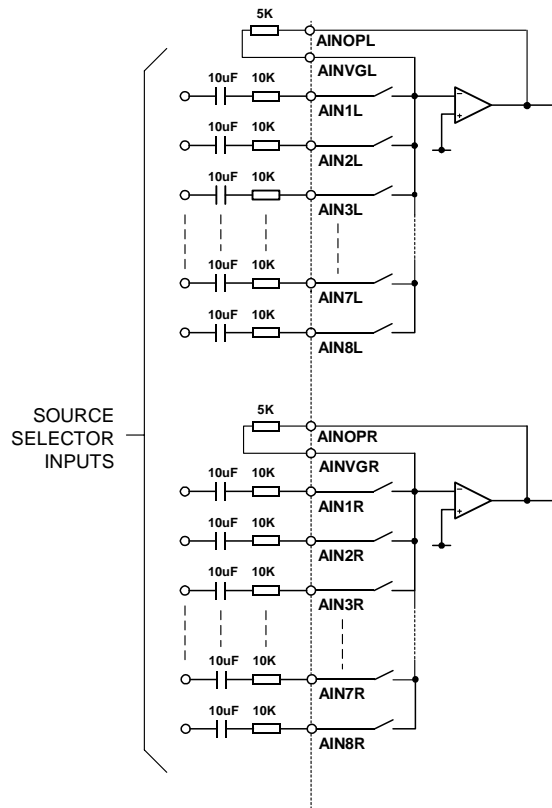 5K
AINOPL
AINVGL
10uF 10K
AIN1L
10uF 10K
AIN2L
10uF 10K
AIN3L
10uF 10K
AIN7L
10uF 10K
AIN8L
SOURCE
SELECTOR
INPUTS
5K
AINOPR
AINVGR
10uF 10K
AIN1R
10uF 10K
AIN2R
10uF 10K
AIN3R
10uF 10K
AIN7R
10uF 10K
AIN8R